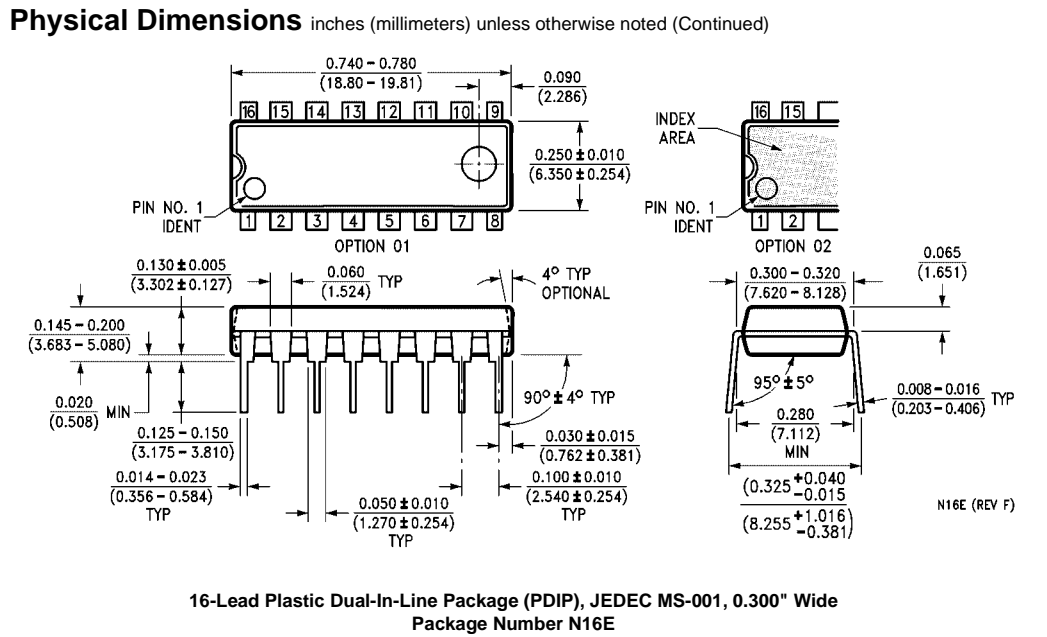 Physical Dimensions inches (millimeters) unless otherwise noted (Continued)
0.740 – 0.780
(18.80 – 19.81)
0.090
(2.286)
16 15 14 13 12 11 10 9
16 15
INDEX
AREA
0.250 ± 0.010
(6.350 ± 0.254)
PIN NO. 1
IDENT
1 2 3 4 5 6 7 8
OPTION 01
PIN NO. 1
IDENT
1 2
OPTION 02
0.130 ± 0.005
(3.302 ± 0.127)
0.060
(1.524)
TYP
4° TYP
OPTIONAL
0.300 – 0.320
(7.620 – 8.128)
0.065
(1.651)
0.145 – 0.200
(3.683 – 5.080)
0.020
(0.508)
MIN
0.125 – 0.150
(3.175 – 3.810)
90° ± 4° TYP
95° ± 5°
0.008 – 0.016
(0.203 – 0.406)
TYP
0.280
(7.112)
MIN
0.030 ± 0.015
(0.762 ± 0.381)
0.014 – 0.023
(0.356 – 0.584)
TYP
0.050 ± 0.010
(1.270 ± 0.254)
TYP
0.100 ± 0.010
(2.540 ± 0.254)
TYP
(0.325 +0.040
–0.015
(8.255 +1.016
–0.381)
N16E (REV F)
16-Lead Plastic Dual-In-Line Package (PDIP), JEDEC MS-001, 0.300" Wide
Package Number N16E